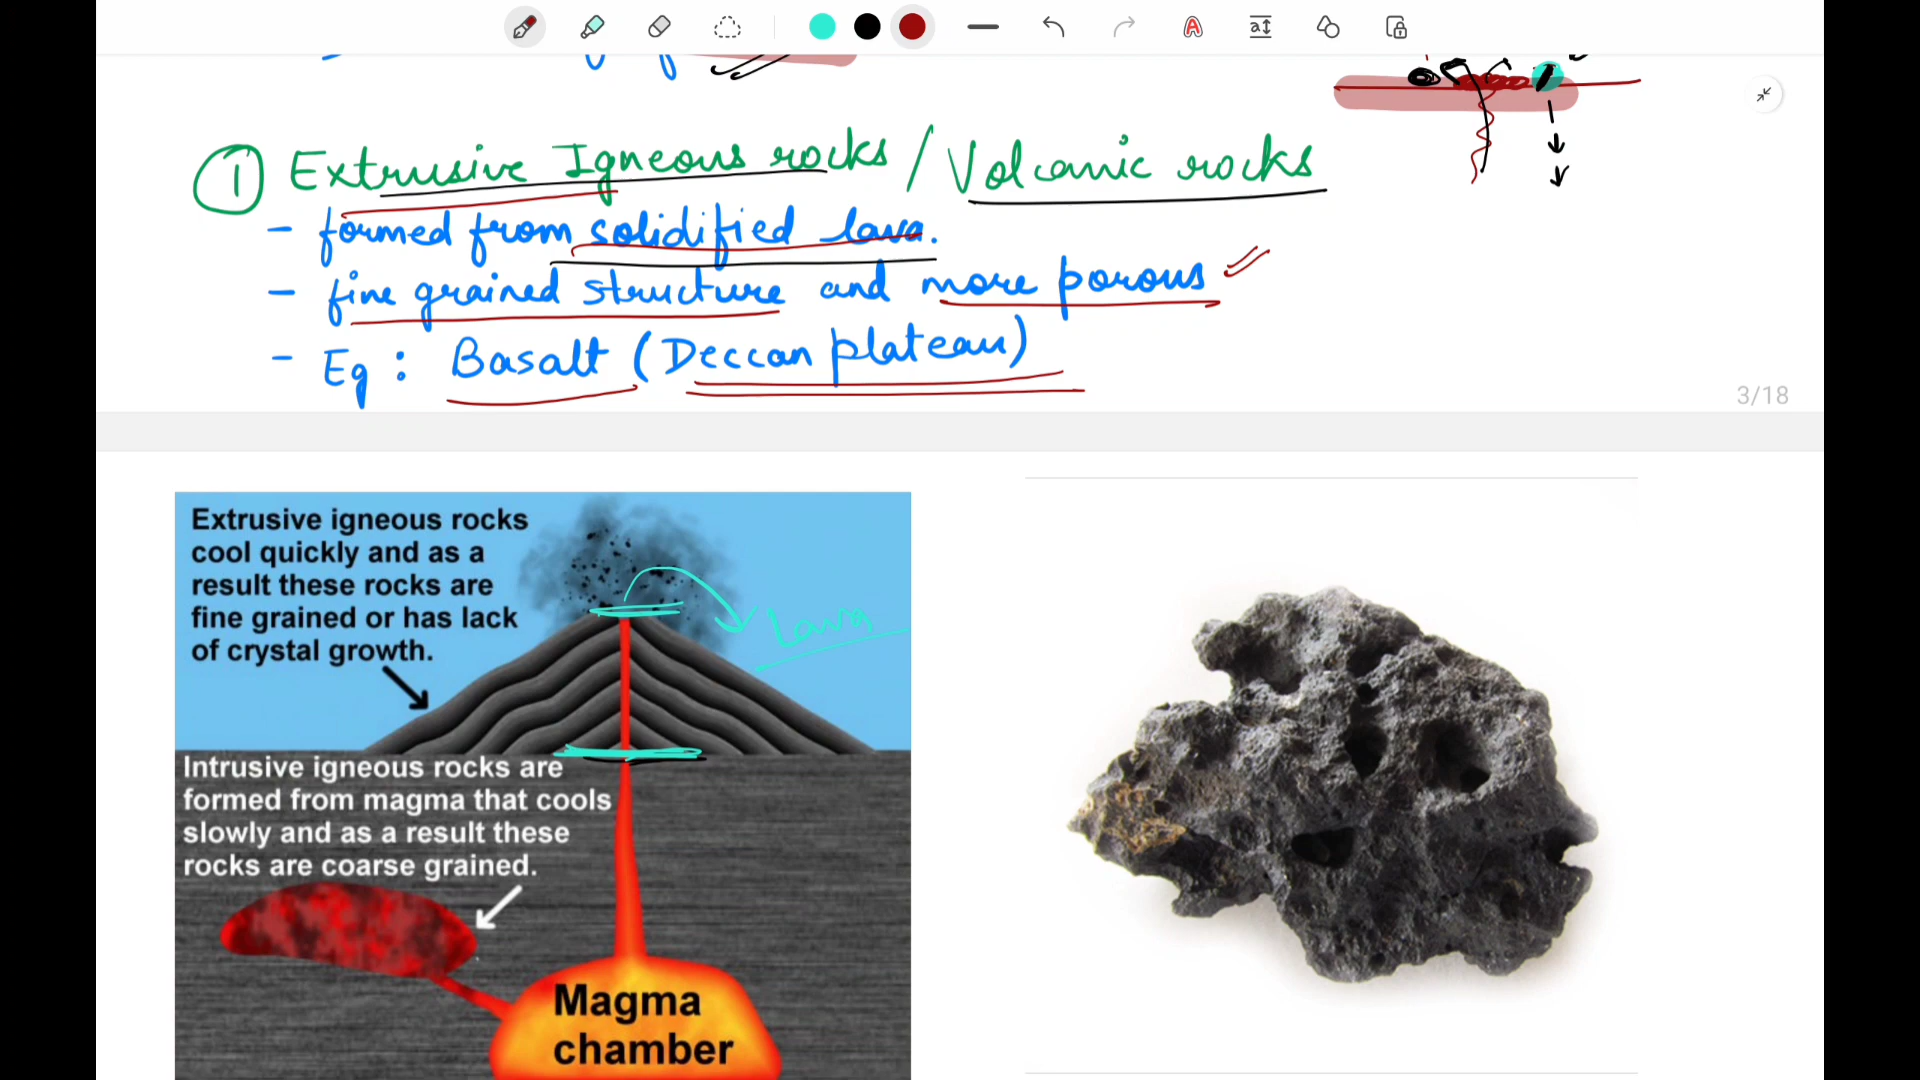 ① Extrusive Igneous rocks / Volcanic rocks
- formed from solidified lava.
- fine grained structure and more porous
- Eg : Basalt (Deccan plateau)
3/18
Extrusive igneous rocks
cool quickly and as a
result these rocks are
fine grained or has lack
of crystal growth.
Lava
Intrusive igneous rocks are
formed from magma that cools
slowly and as a result these
rocks are coarse grained.
Magma
chamber